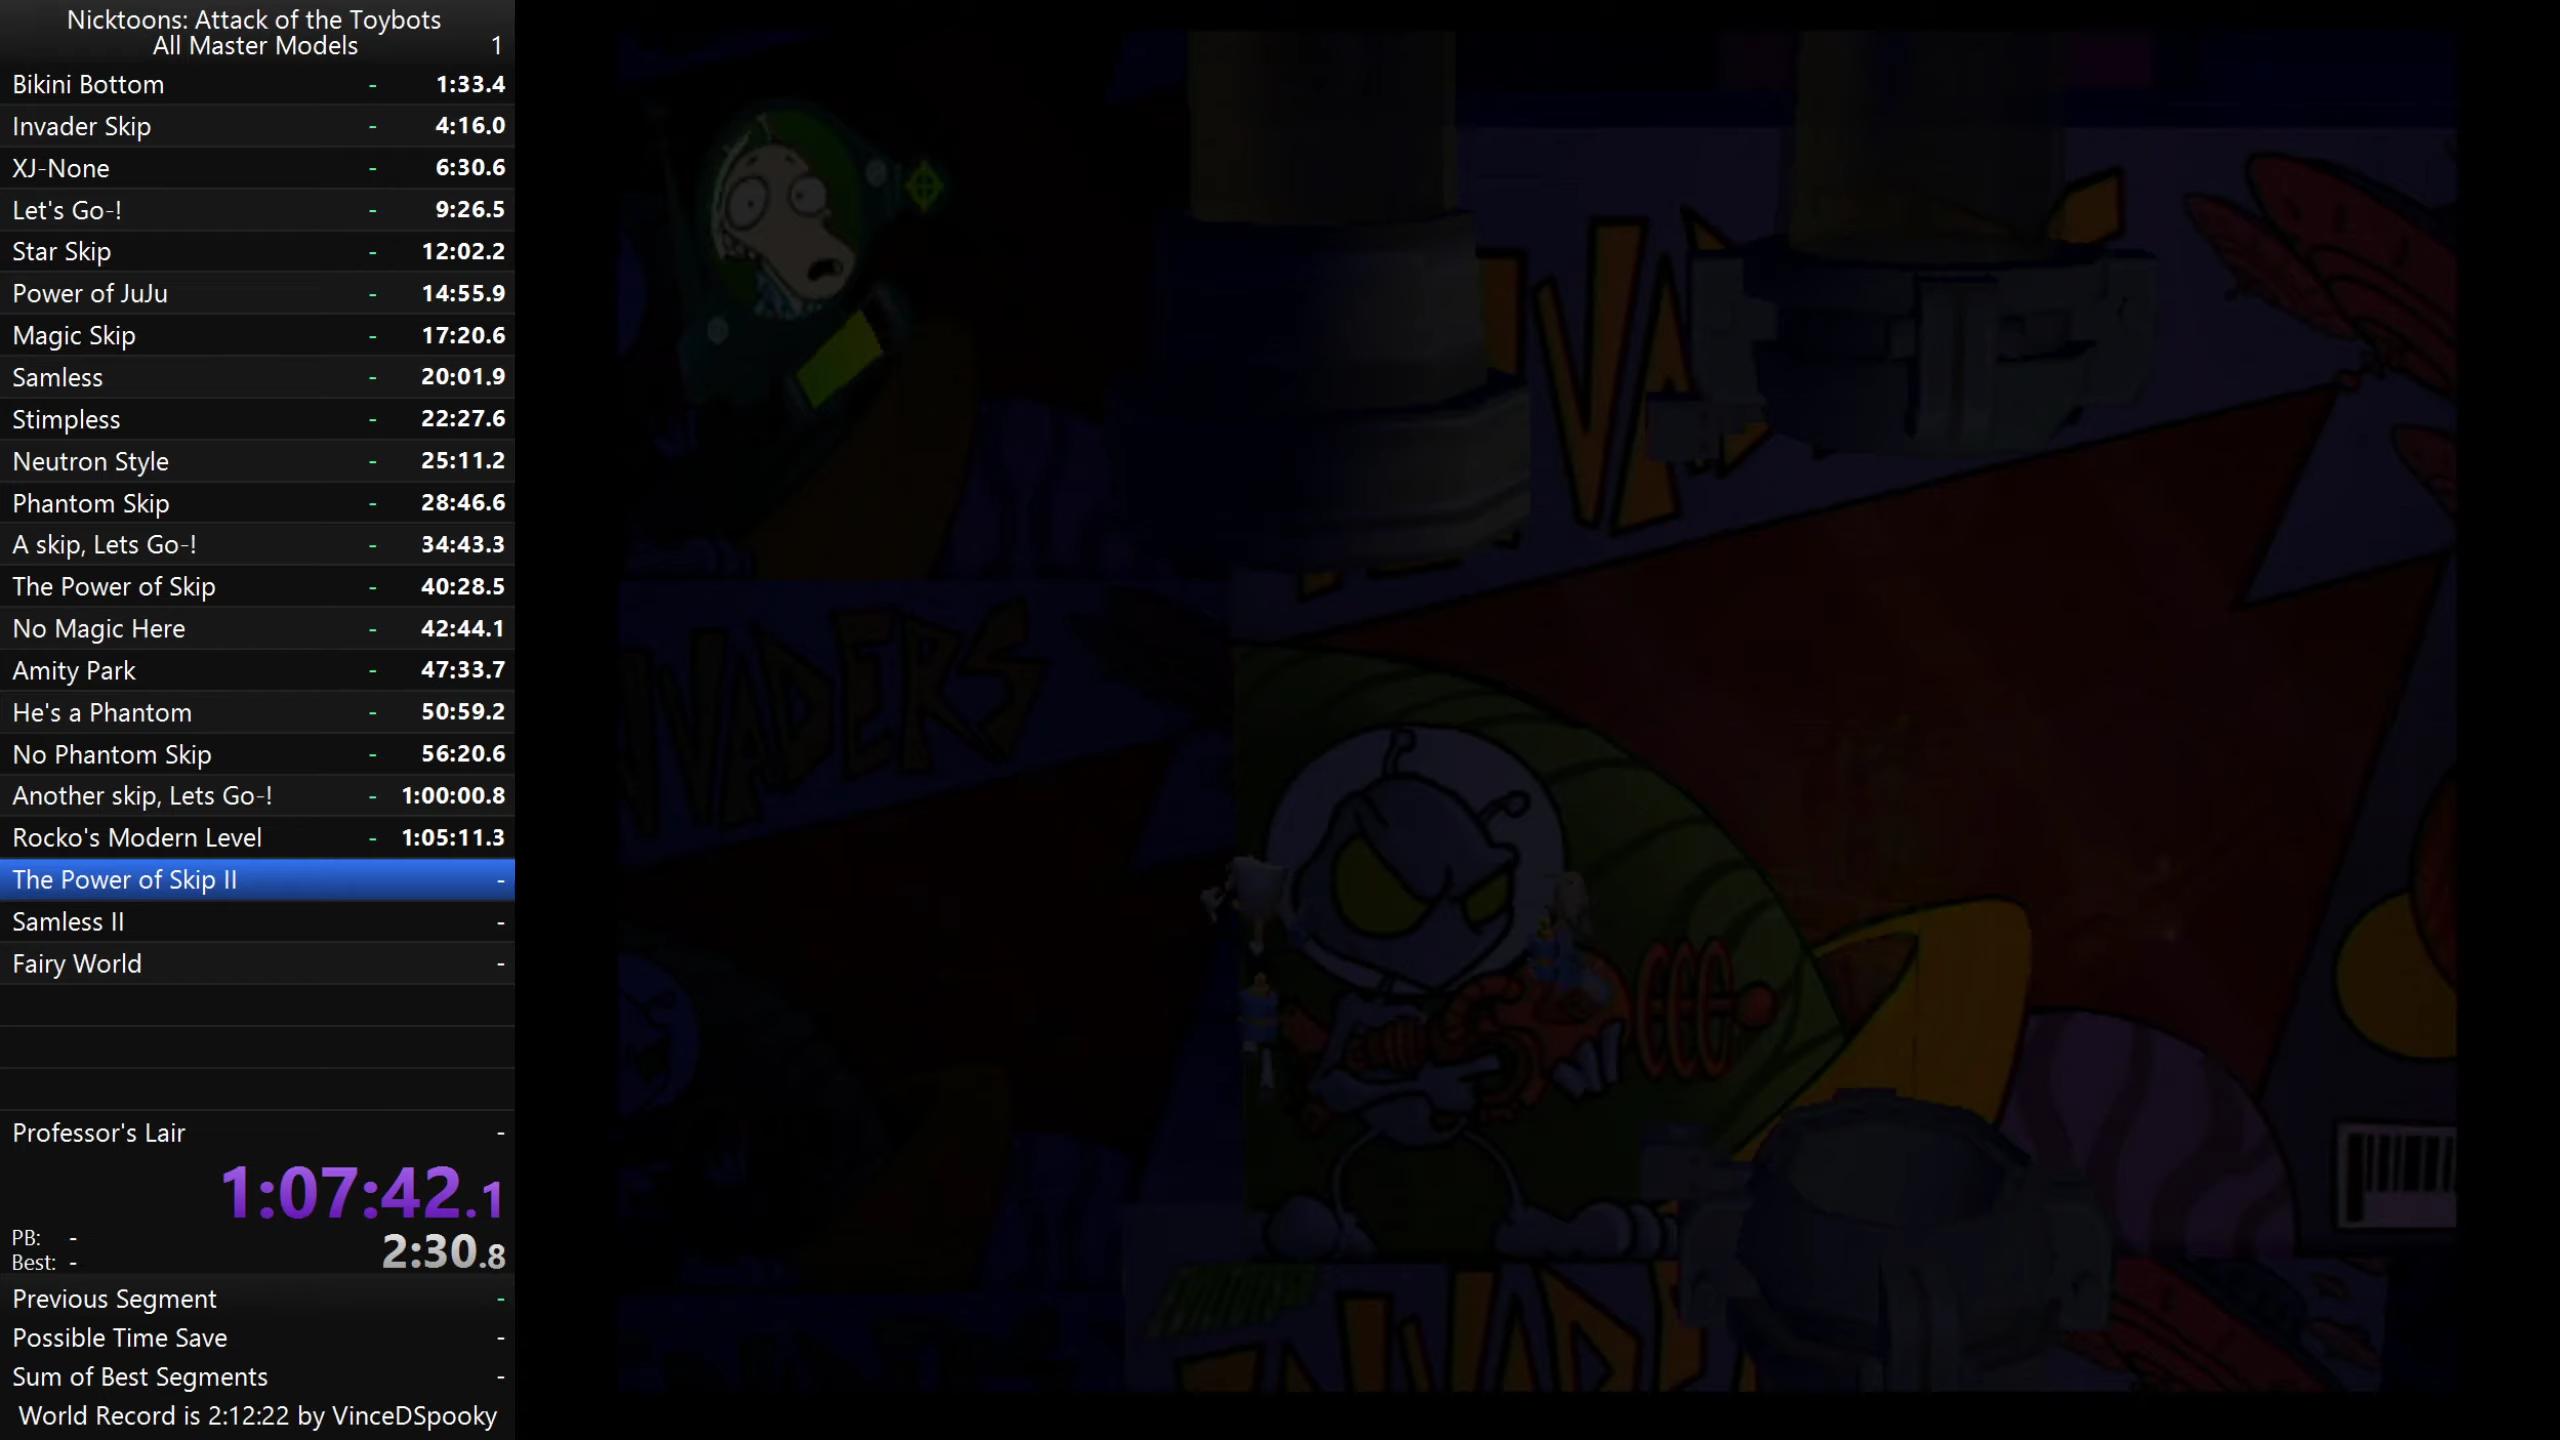 Nicktoons: Attack of the Toybots
All Master Models 1
Bikini Bottom - 1:33.4
Invader Skip - 4:16.0
XJ-None - 6:30.6
Let's Go-! - 9:26.5
Star Skip - 12:02.2
Power of JuJu - 14:55.9
Magic Skip - 17:20.6
Samless - 20:01.9
Stimpless - 22:27.6
Neutron Style - 25:11.2
Phantom Skip - 28:46.6
A skip, Lets Go-! - 34:43.3
The Power of Skip - 40:28.5
No Magic Here - 42:44.1
Amity Park - 47:33.7
He's a Phantom - 50:59.2
No Phantom Skip - 56:20.6
Another skip, Lets Go-! - 1:00:00.8
Rocko's Modern Level - 1:05:11.3
The Power of Skip II -
Samless II -
Fairy World -
Professor's Lair -
1:07:42.1
PB: -
Best: - 2:30.8
Previous Segment -
Possible Time Save -
Sum of Best Segments -
World Record is 2:12:22 by VinceDSpooky